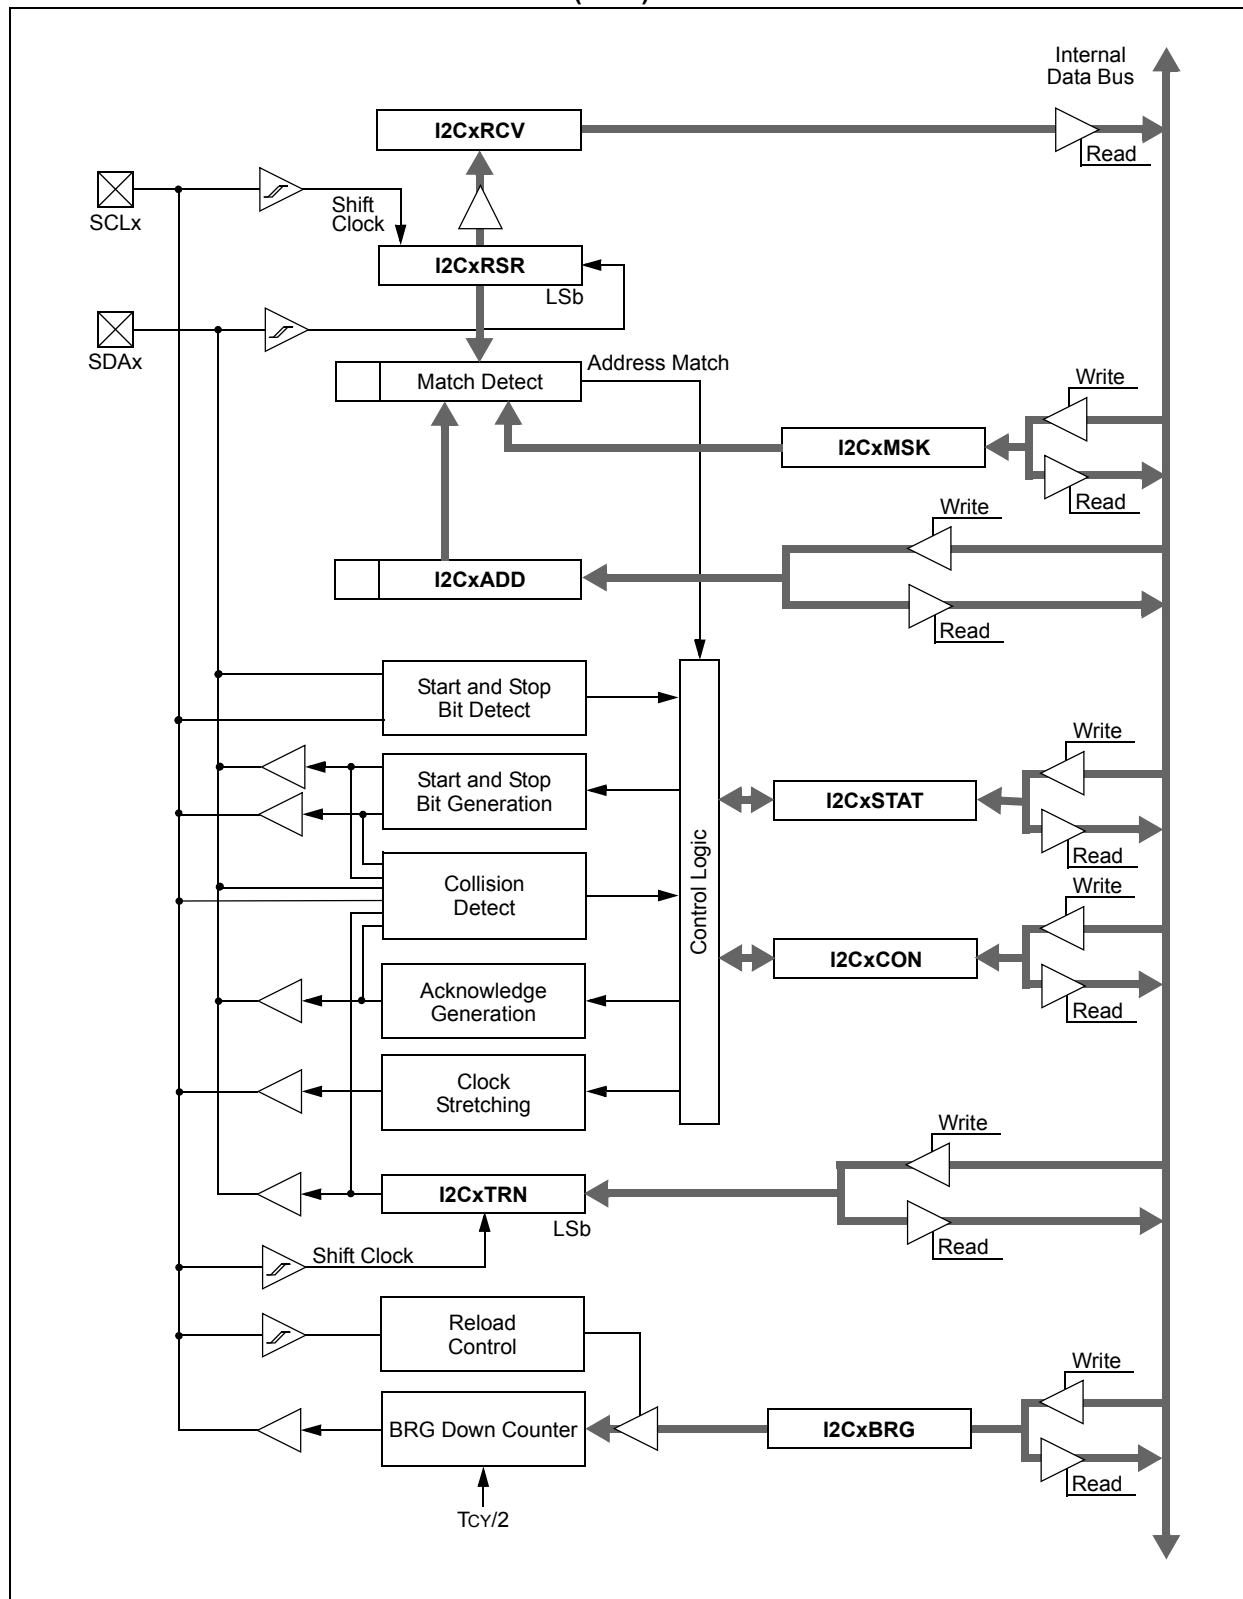 Internal
Data Bus
I2CxRCV
Read
SCLx
Shift
Clock
I2CxRSR
LSb
SDAx
Match Detect
Address Match
Write
I2CxMSK
Read
Write
I2CxADD
Read
Start and Stop
Bit Detect
Write
Start and Stop
Bit Generation
I2CxSTAT
Read
Control Logic
Collision
Detect
Write
I2CxCON
Read
Acknowledge
Generation
Clock
Stretching
Write
I2CxTRN
LSb
Read
Shift Clock
Reload
Control
Write
BRG Down Counter
I2CxBRG
Read
TCY/2